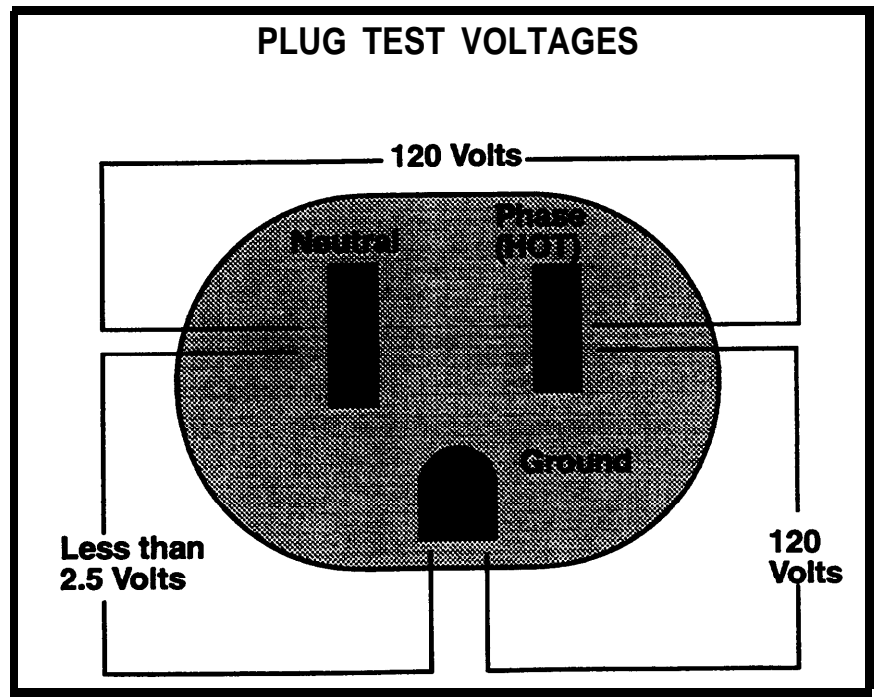 PLUG TEST VOLTAGES
120 Volts
Neutral
Phase
(HOT)
Ground
Less than
2.5 Volts
120
Volts